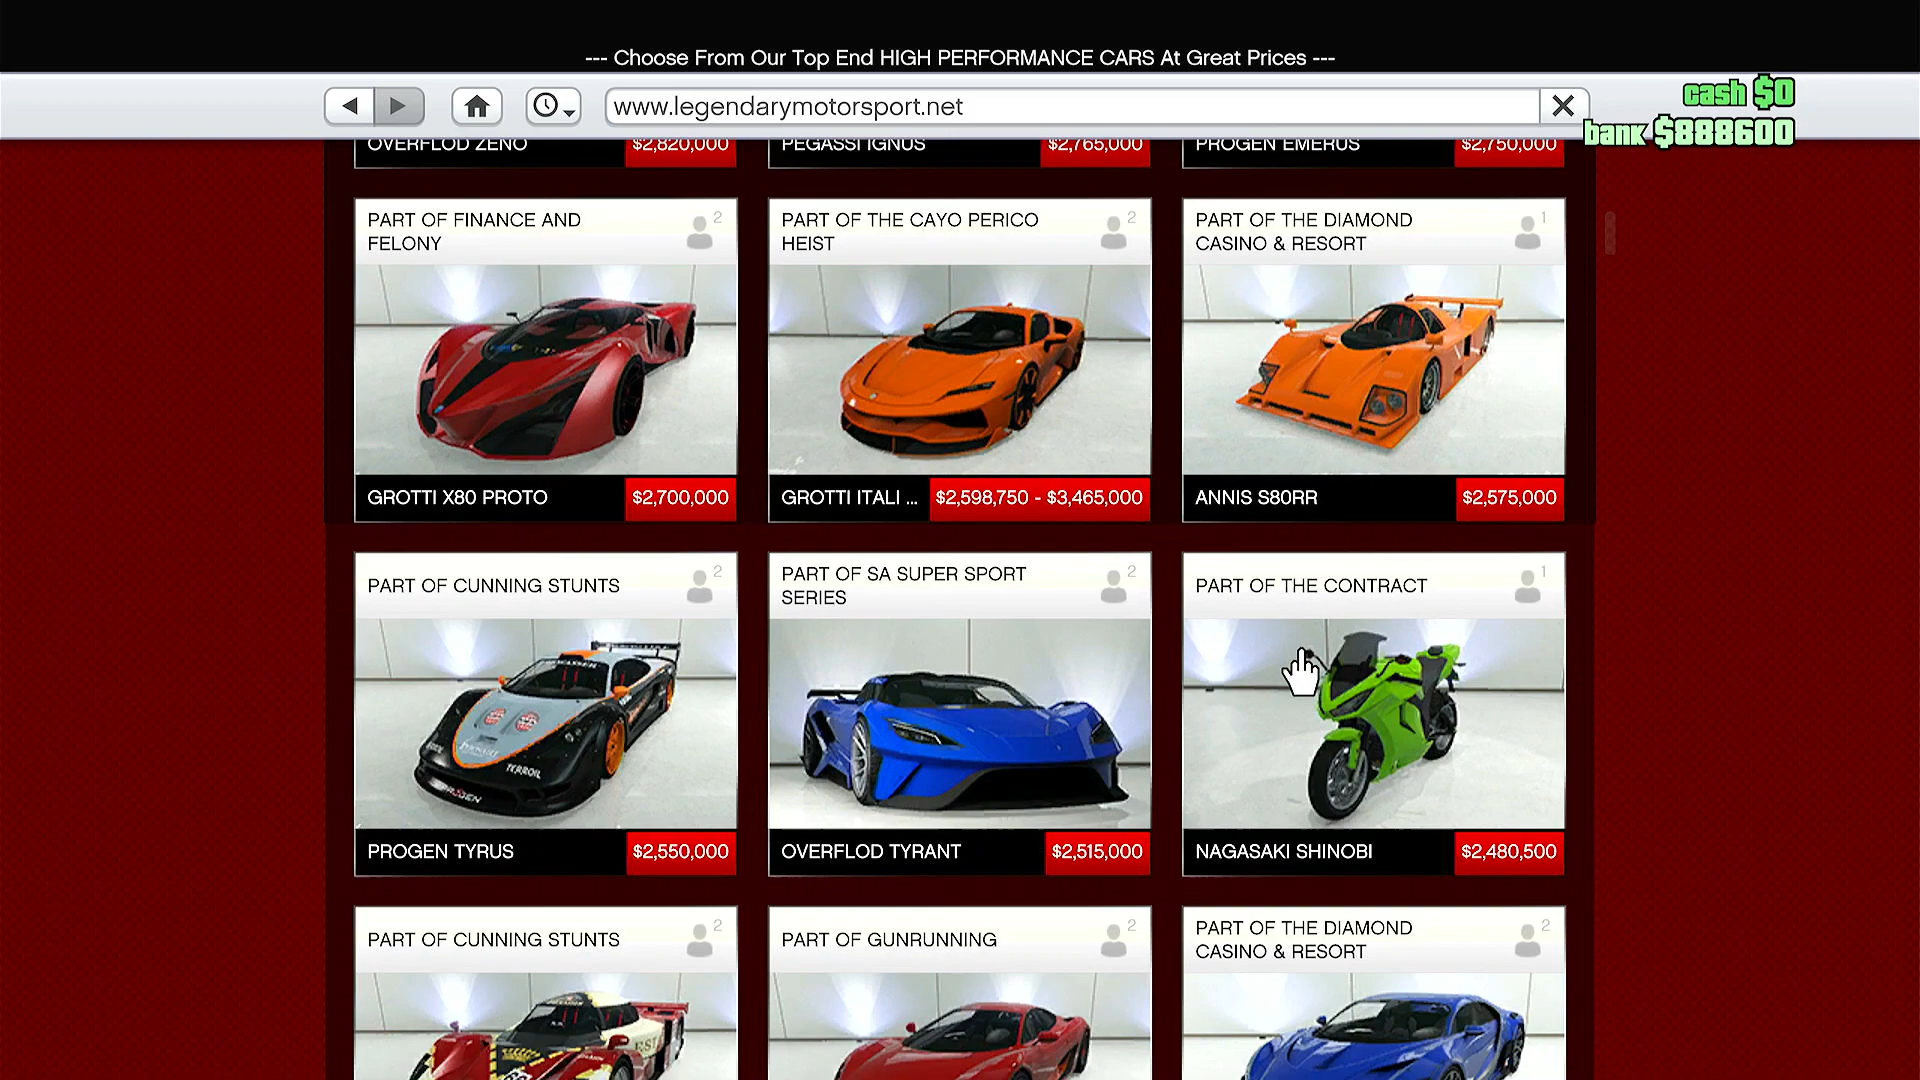 --- Choose From Our Top End HIGH PERFORMANCE CARS At Great Prices ---
www.legendarymotorsport.net
cash $0
bank $888600
OVERFLOD ZENO $2,820,000
PEGASSI IGNUS $2,765,000
PROGEN EMERUS $2,750,000
PART OF FINANCE AND
FELONY
2
PART OF THE CAYO PERICO
HEIST
2
PART OF THE DIAMOND
CASINO & RESORT
1
GROTTI X80 PROTO $2,700,000
GROTTI ITALI ... $2,598,750 - $3,465,000
ANNIS S80RR $2,575,000
PART OF CUNNING STUNTS
2
PART OF SA SUPER SPORT
SERIES
2
PART OF THE CONTRACT
1
TERROIL
PROGEN TYRUS $2,550,000
OVERFLOD TYRANT $2,515,000
NAGASAKI SHINOBI $2,480,500
PART OF CUNNING STUNTS
2
PART OF GUNRUNNING
2
PART OF THE DIAMOND
CASINO & RESORT
2